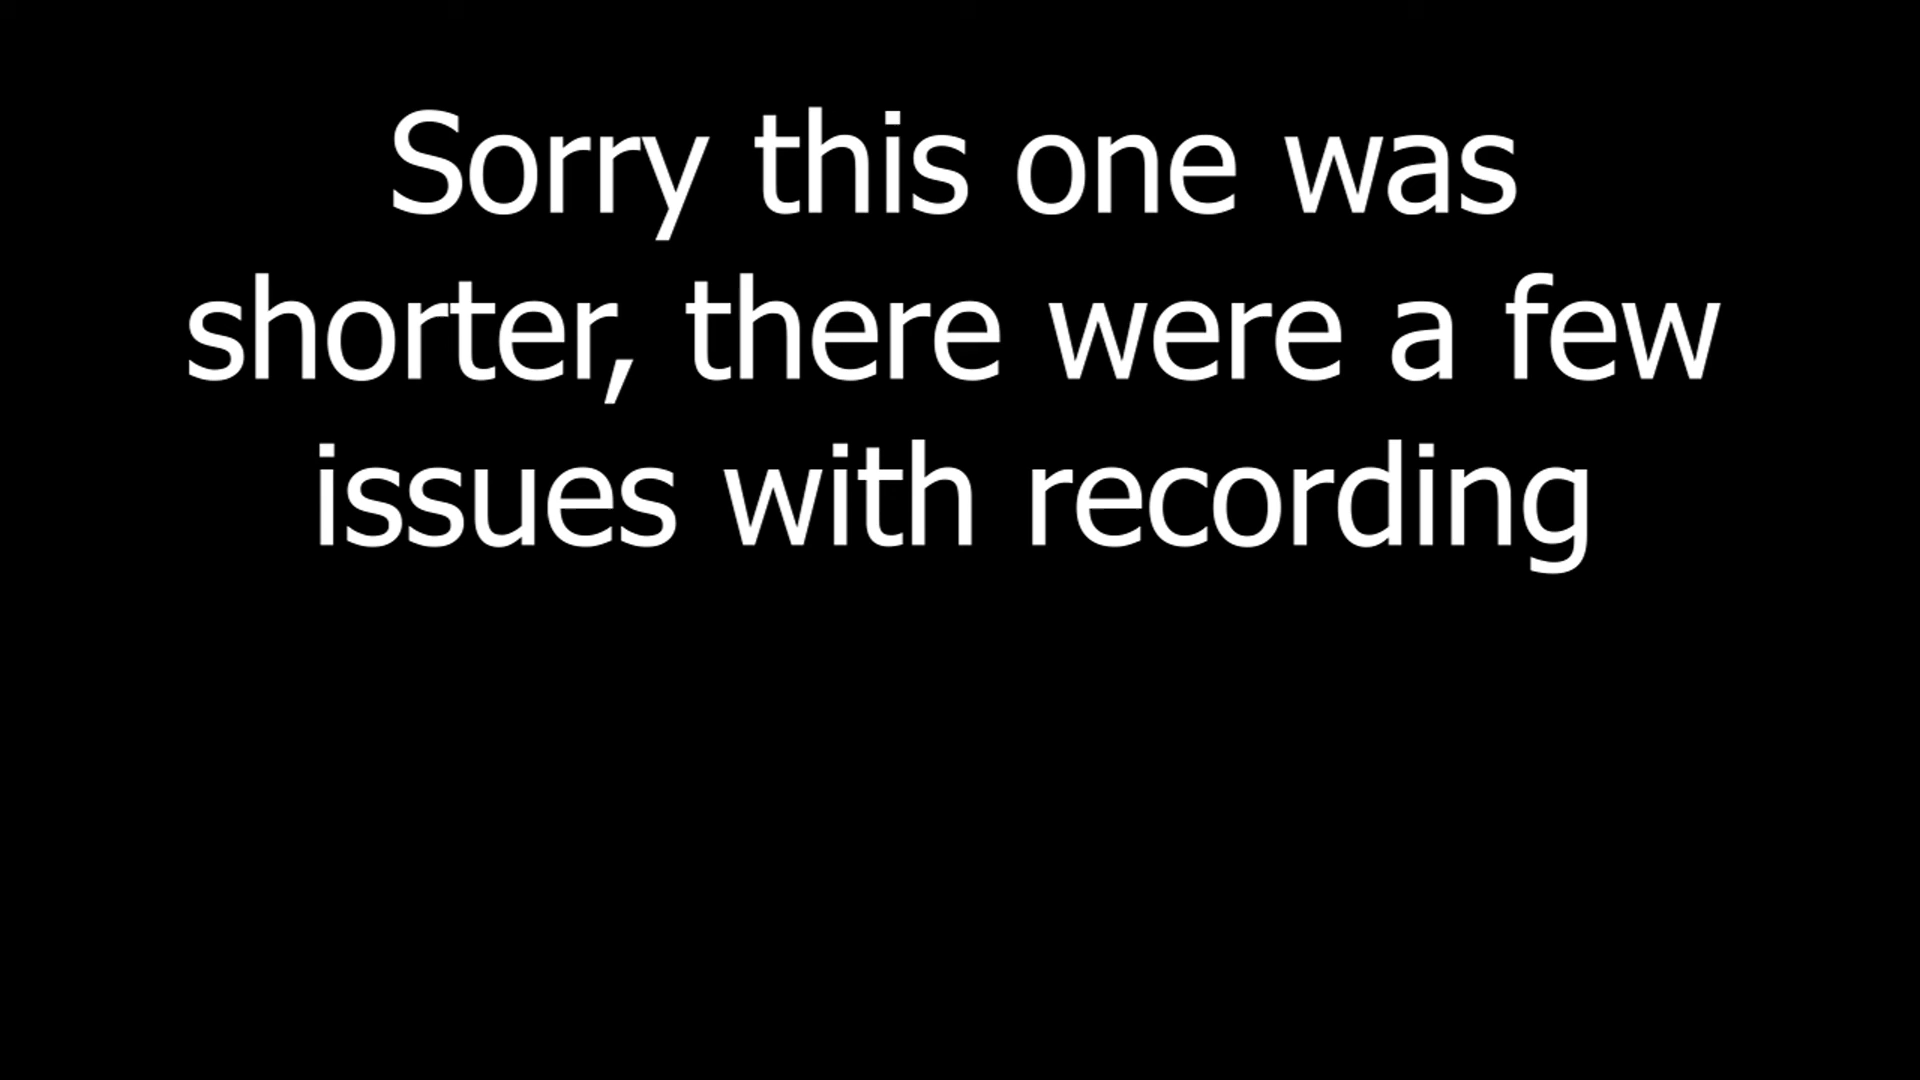 Sorry this one was
shorter, there were a few
issues with recording